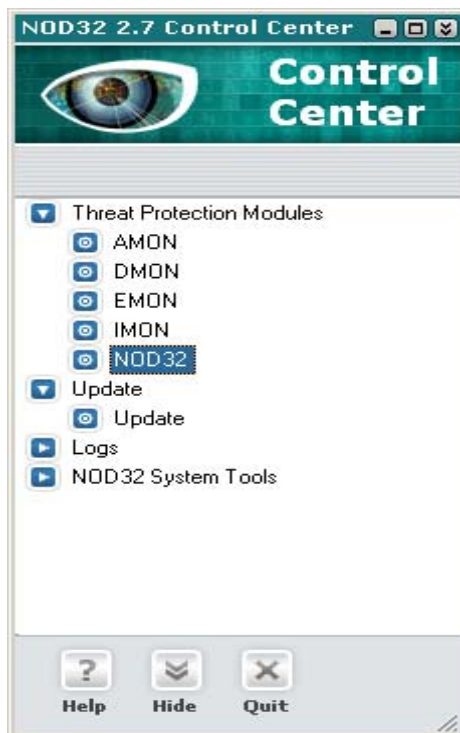 NOD32 2.7 Control Center
Control
Center
Threat Protection Modules
AMON
DMON
EMON
IMON
NOD32
Update
Update
Logs
NOD32 System Tools
?
Help
Hide
Quit